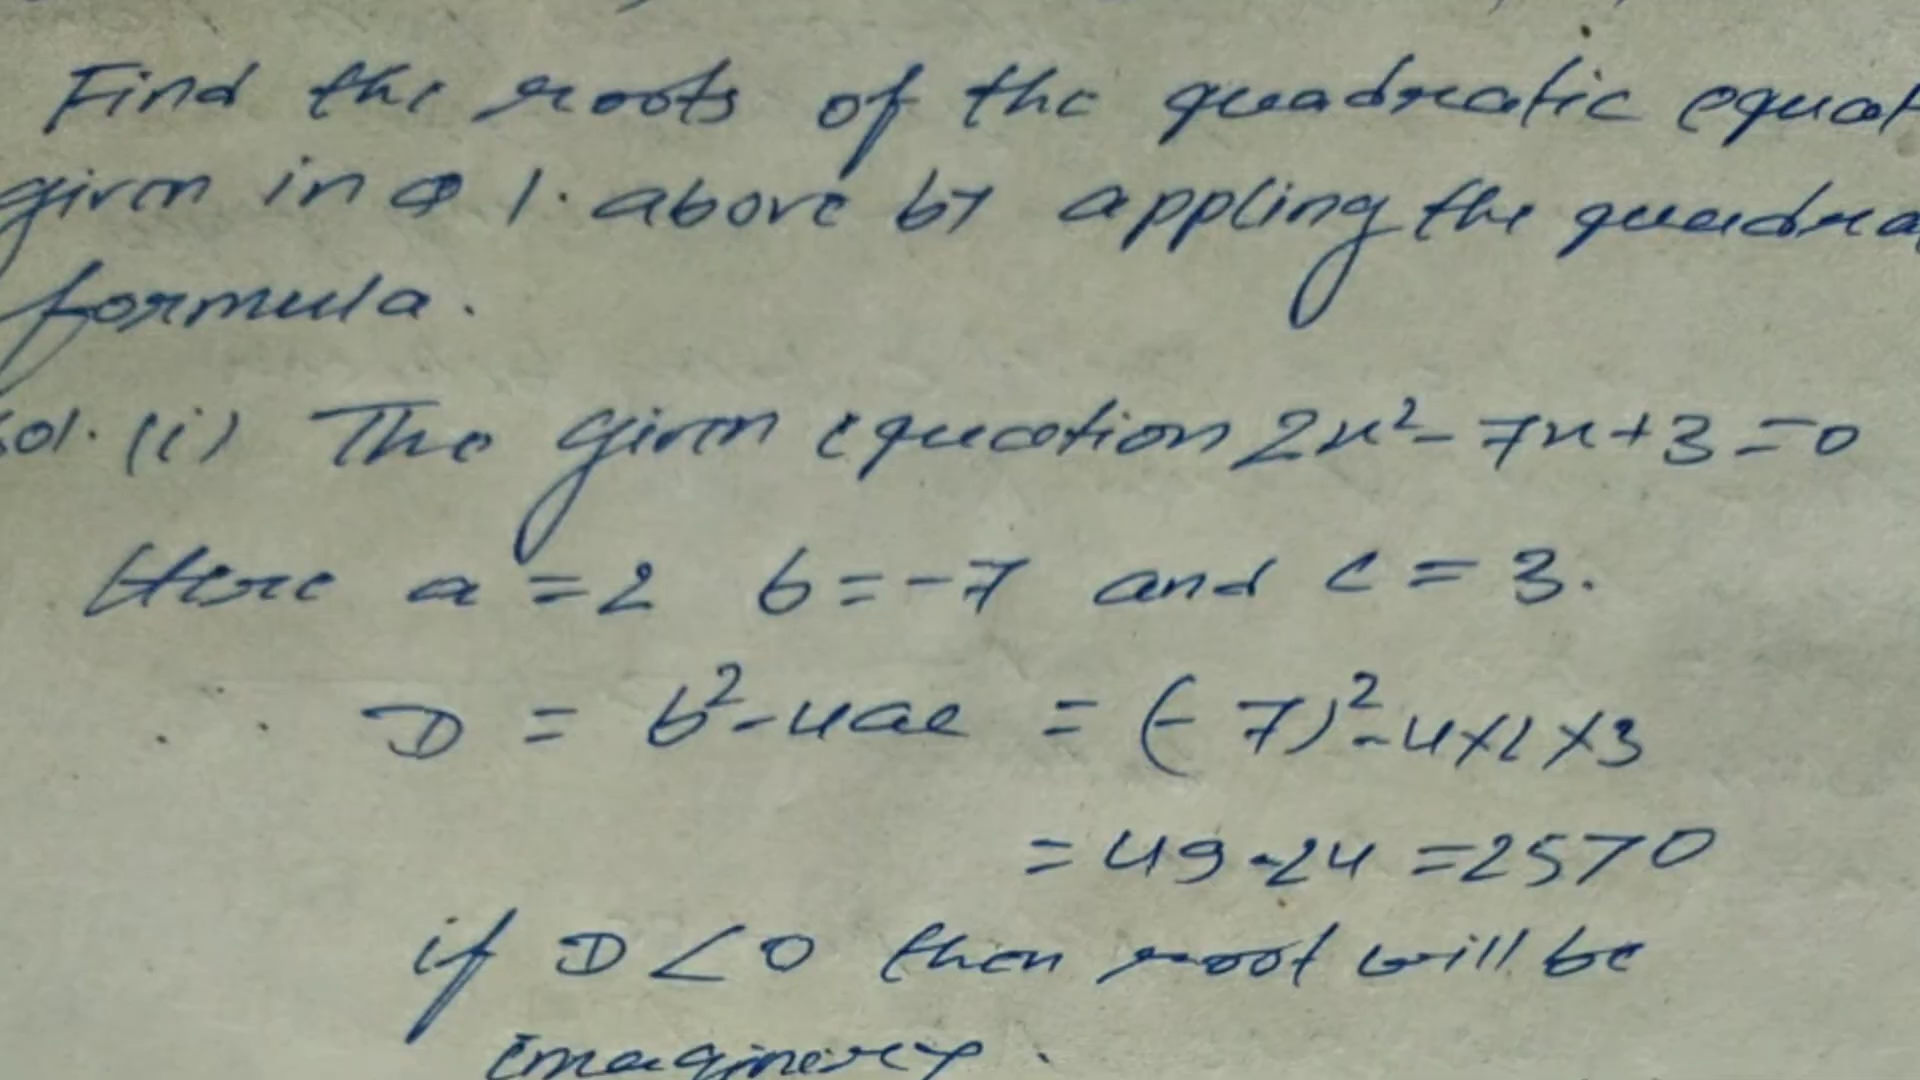 Find the roots of the quadratic equat
given in Q 1. above by appling the quadra
formula.
Sol. (i) The given equation 2x²- 7x+3=0
Here a=2 b=-7 and c=3.
D = b²-4ac = (-7)²-4×2×3
=49-24=25>0
if D<0 then root will be
imaginery.